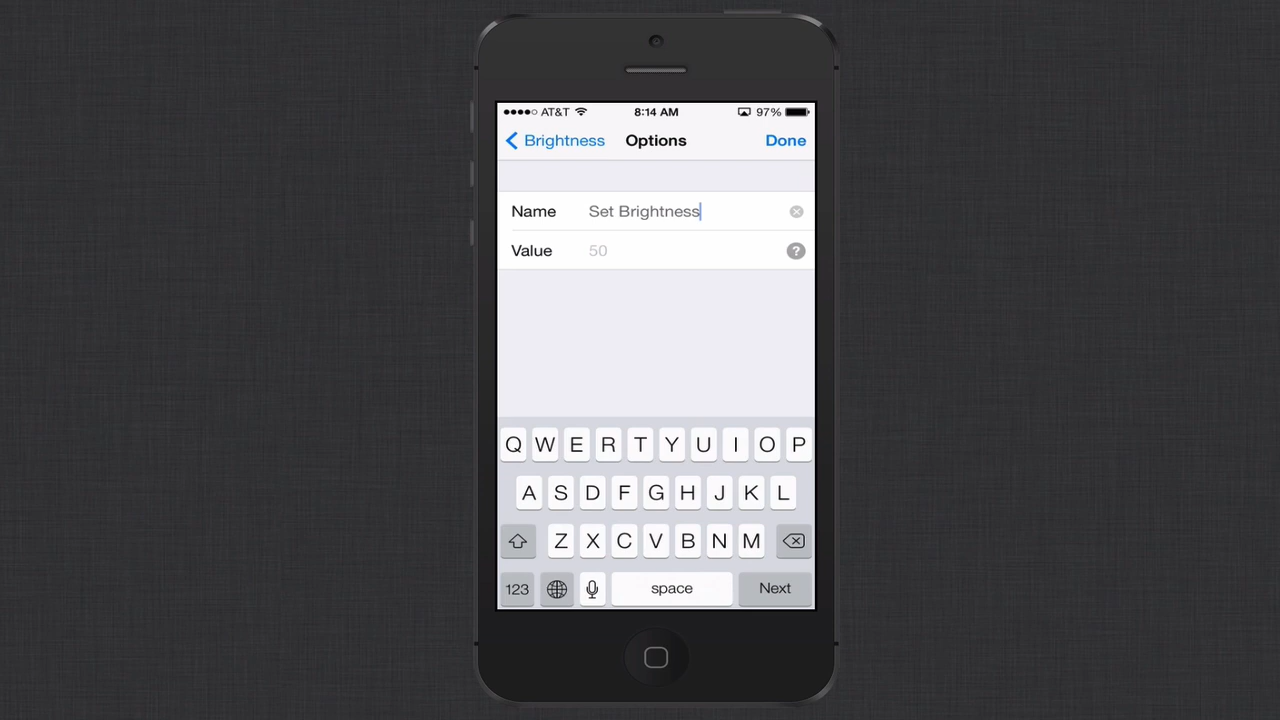 AT&T 8:14 AM 97%
Brightness Options Done
Name Set Brightness
Value 50 ?
Q W E R T Y U I O P
A S D F G H J K L
Z X C V B N M
123 space Next